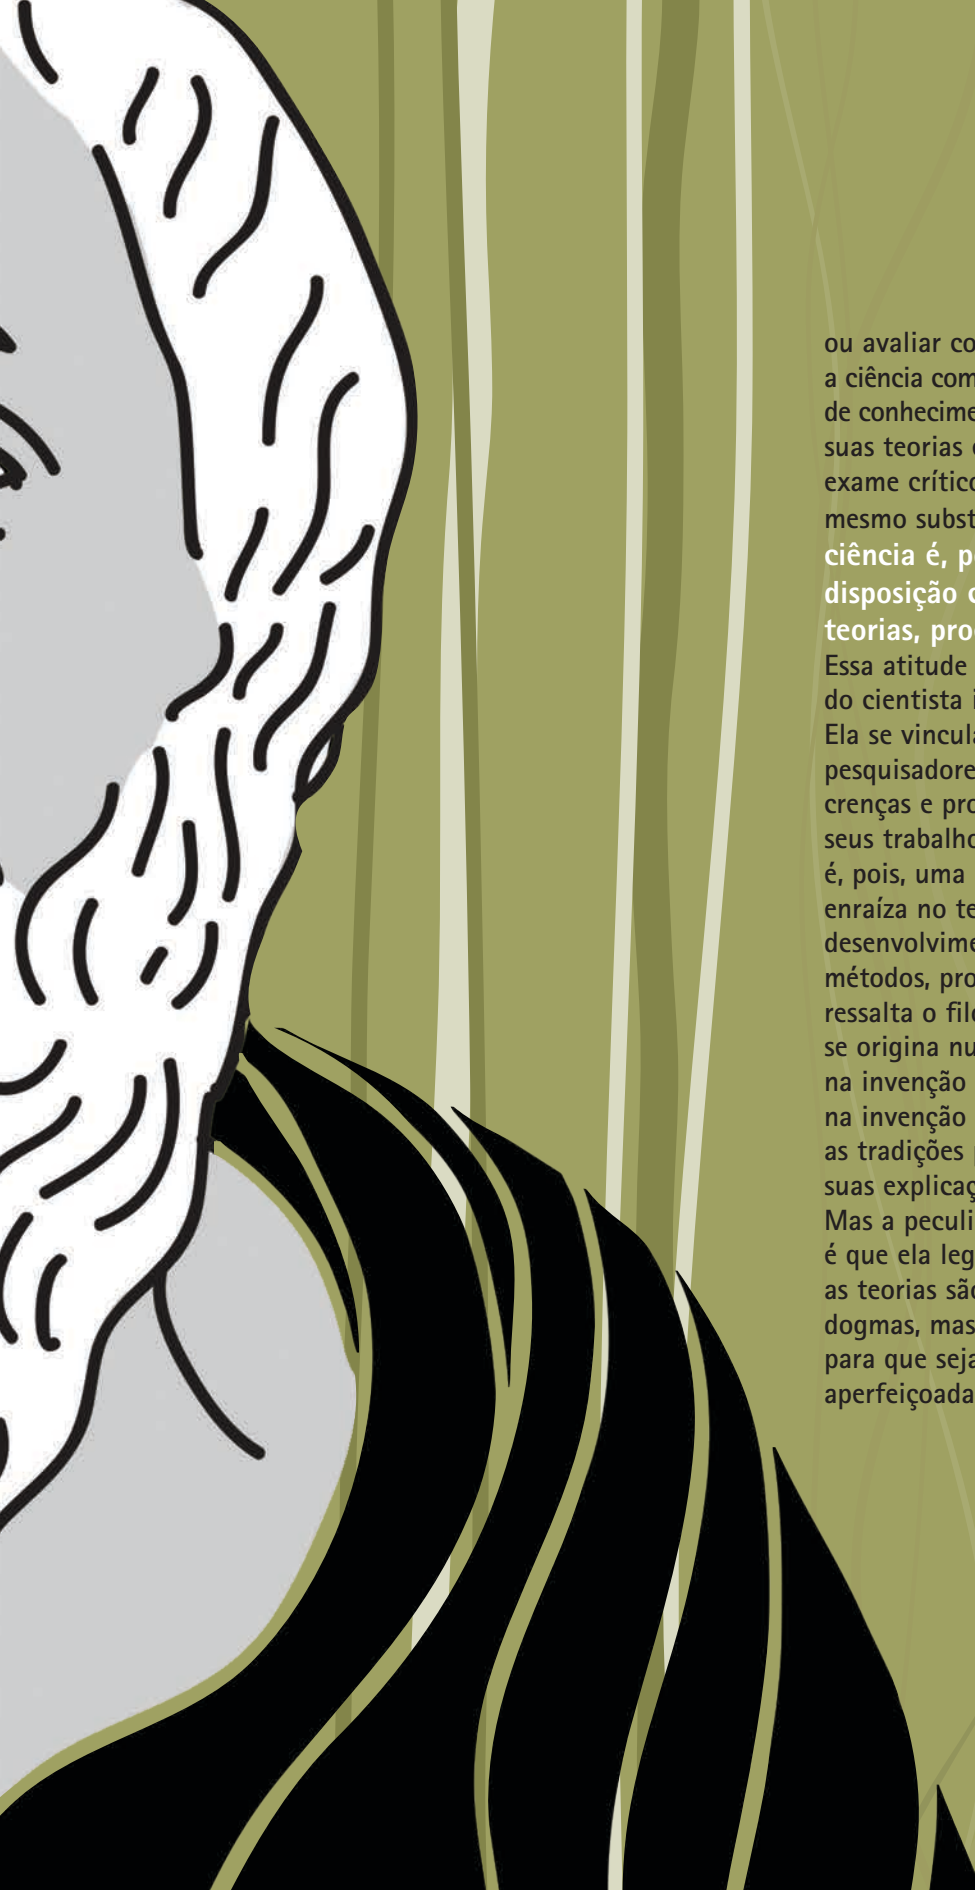 ou avaliar co
a ciência com
de conhecime
suas teorias
exame crítico
mesmo subst
ciência é, p
disposição
teorias, pro
Essa atitude
do cientista i
Ela se vincula
pesquisadore
crenças e pro
seus trabalho
é, pois, uma
enraíza no te
desenvolvime
métodos, pro
ressalta o filó
se origina nu
na invenção
na invenção
as tradições
suas explicaç
Mas a peculi
é que ela leg
as teorias são
dogmas, mas
para que seja
aperfeiçoada